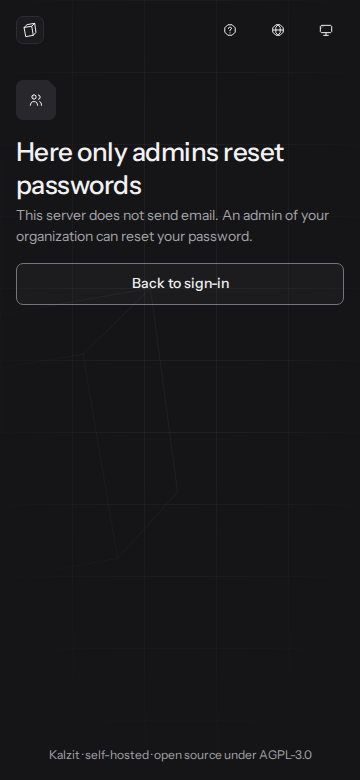 Here only admins reset
passwords
This server does not send email. An admin of your
organization can reset your password.
Back to sign-in
Kalzit · self-hosted · open source under AGPL-3.0